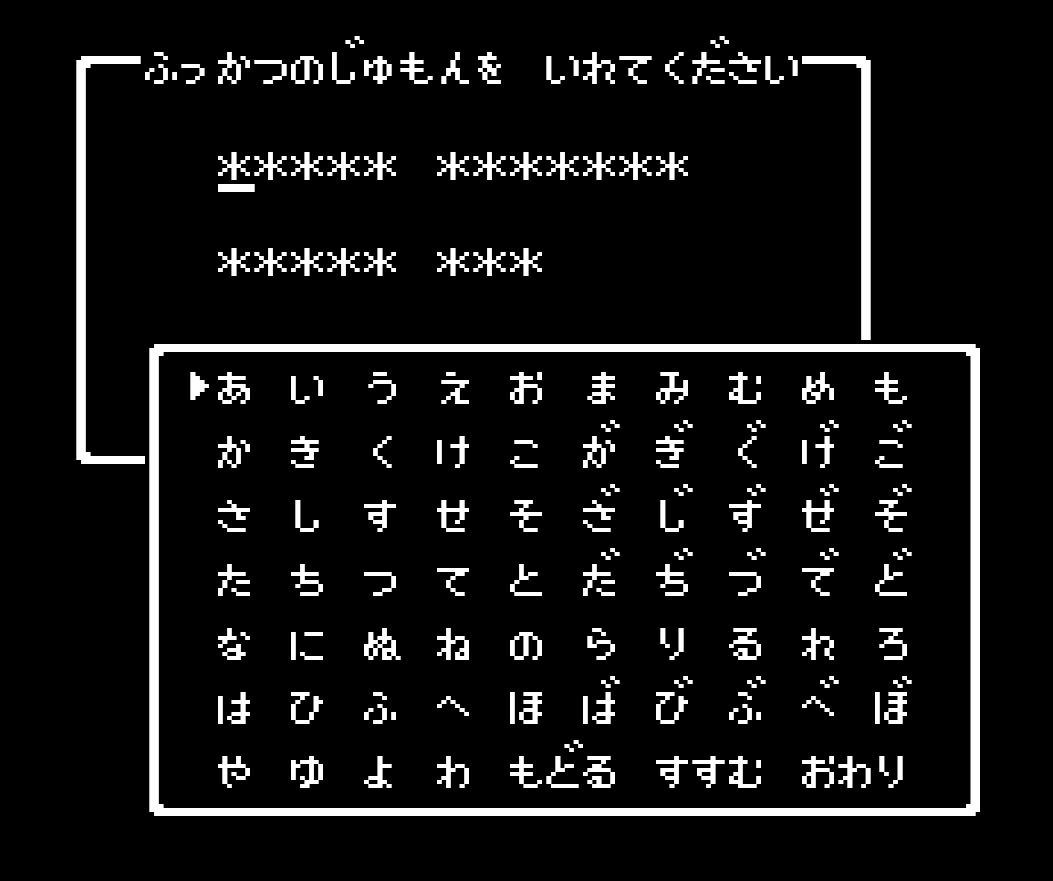 ふっかつのじゅもんを いれてください
***** *******
***** ***
▶あ い う え お ま み む め も
か き く け こ が ぎ ぐ げ ご
さ し す せ そ ざ じ ず ぜ ぞ
た ち つ て と だ ぢ づ で ど
な に ぬ ね の ら り る れ ろ
は ひ ふ へ ほ ば び ぶ べ ぼ
や ゆ よ わ もどる すすむ おわり